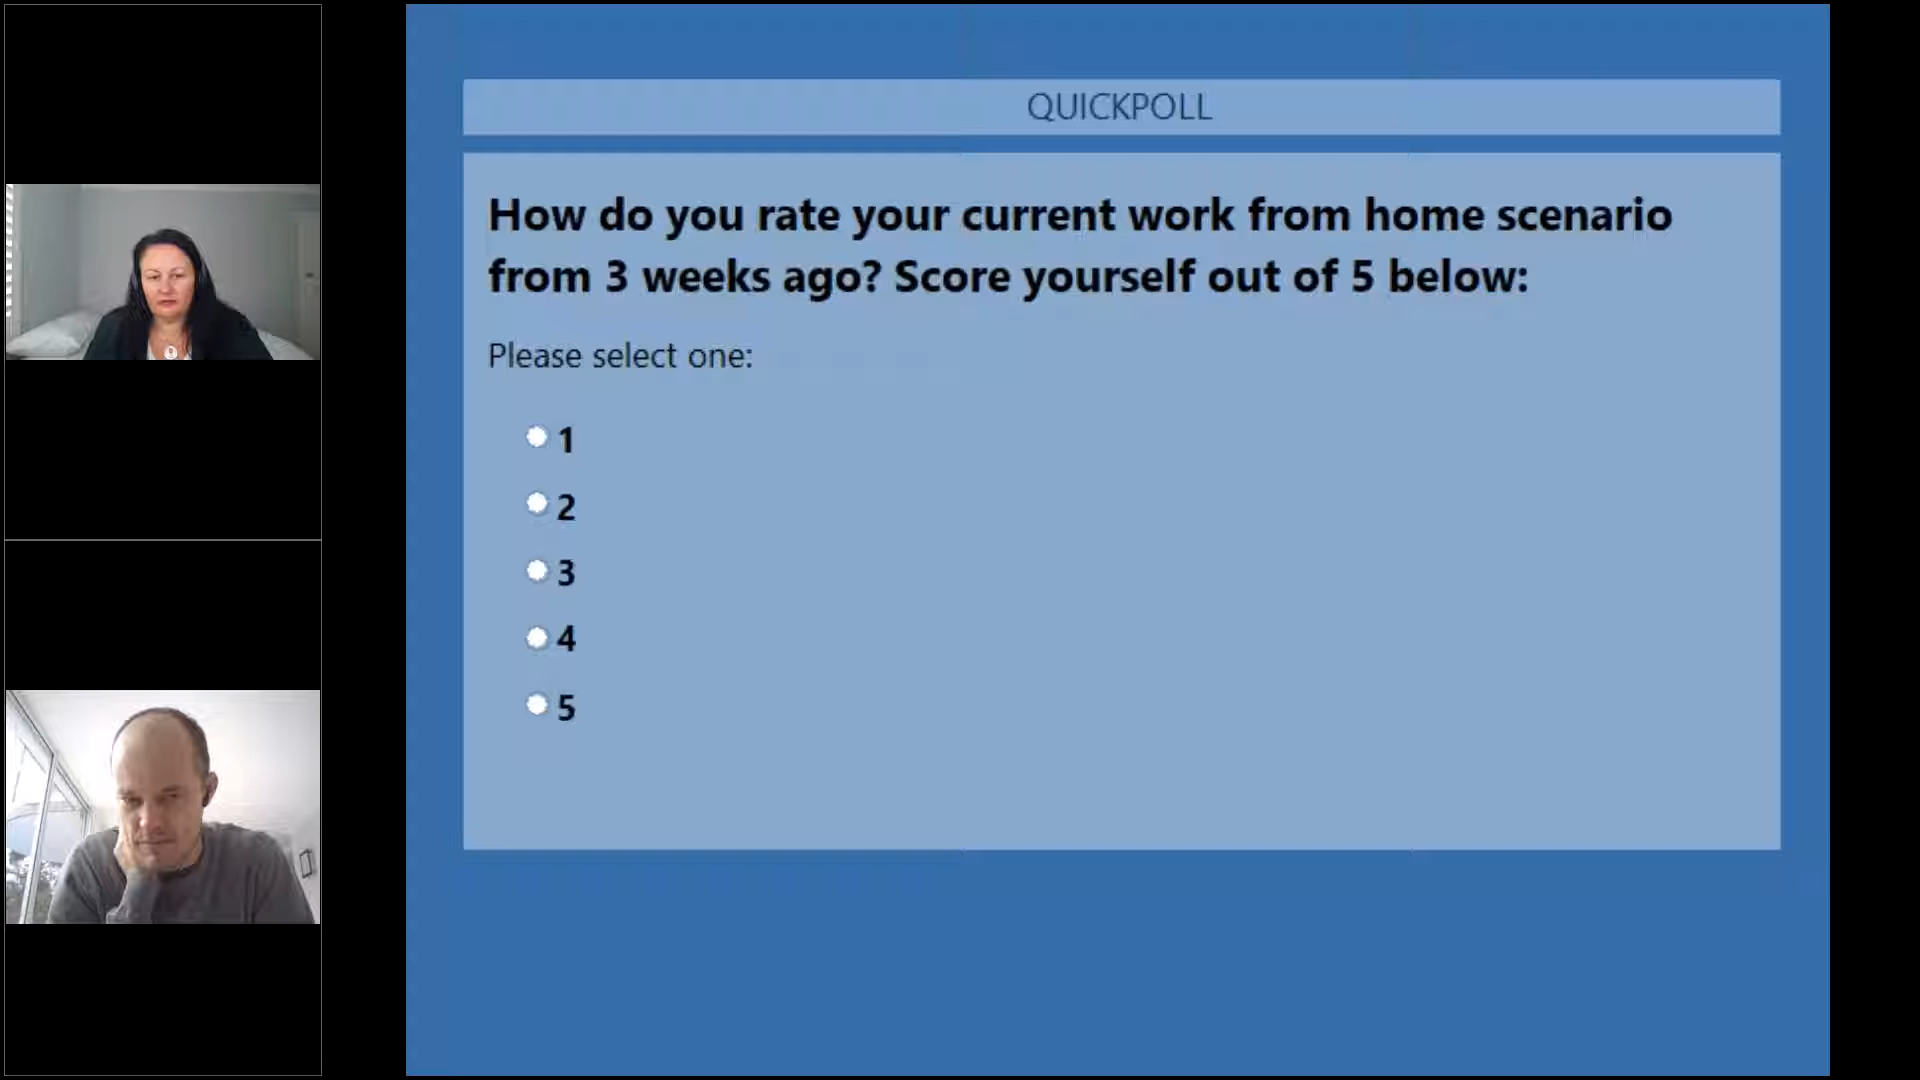 QUICKPOLL
How do you rate your current work from home scenario
from 3 weeks ago? Score yourself out of 5 below:
Please select one:
1
2
3
4
5